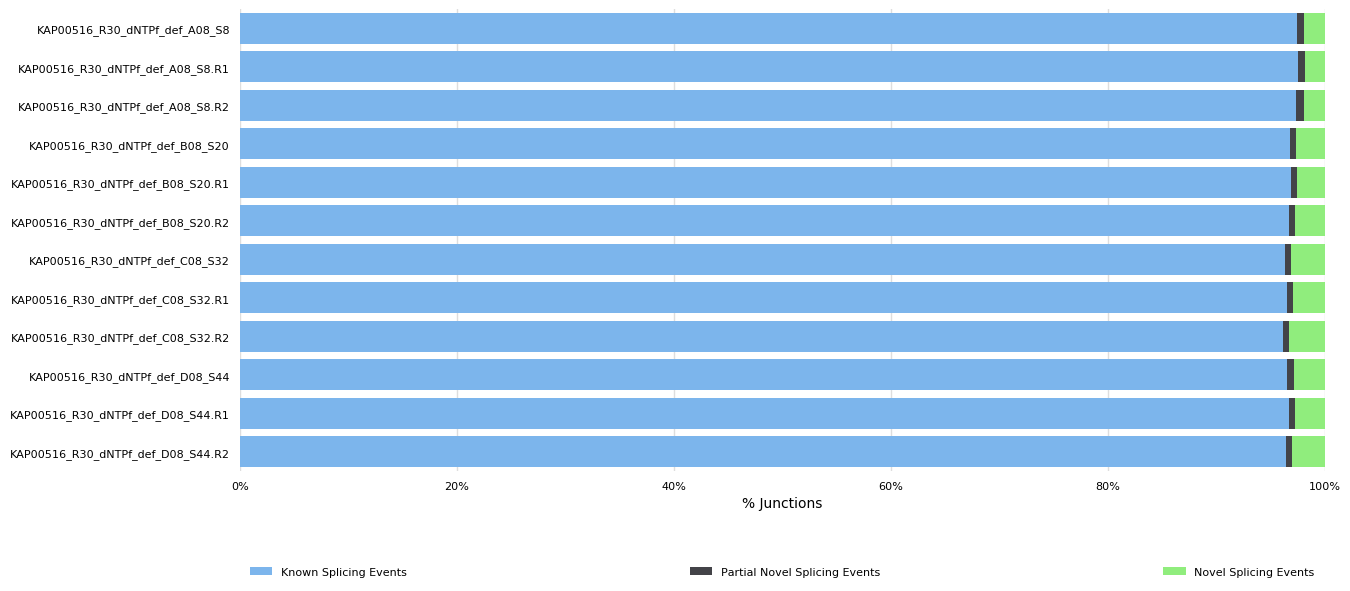 KAP00516_R30_dNTPf_def_A08_S8
KAP00516_R30_dNTPf_def_A08_S8.R1
KAP00516_R30_dNTPf_def_A08_S8.R2
KAP00516_R30_dNTPf_def_B08_S20
KAP00516_R30_dNTPf_def_B08_S20.R1
KAP00516_R30_dNTPf_def_B08_S20.R2
KAP00516_R30_dNTPf_def_C08_S32
KAP00516_R30_dNTPf_def_C08_S32.R1
KAP00516_R30_dNTPf_def_C08_S32.R2
KAP00516_R30_dNTPf_def_D08_S44
KAP00516_R30_dNTPf_def_D08_S44.R1
KAP00516_R30_dNTPf_def_D08_S44.R2
0% 20% 40% 60% 80% 100%
% Junctions
Known Splicing Events Partial Novel Splicing Events Novel Splicing Events